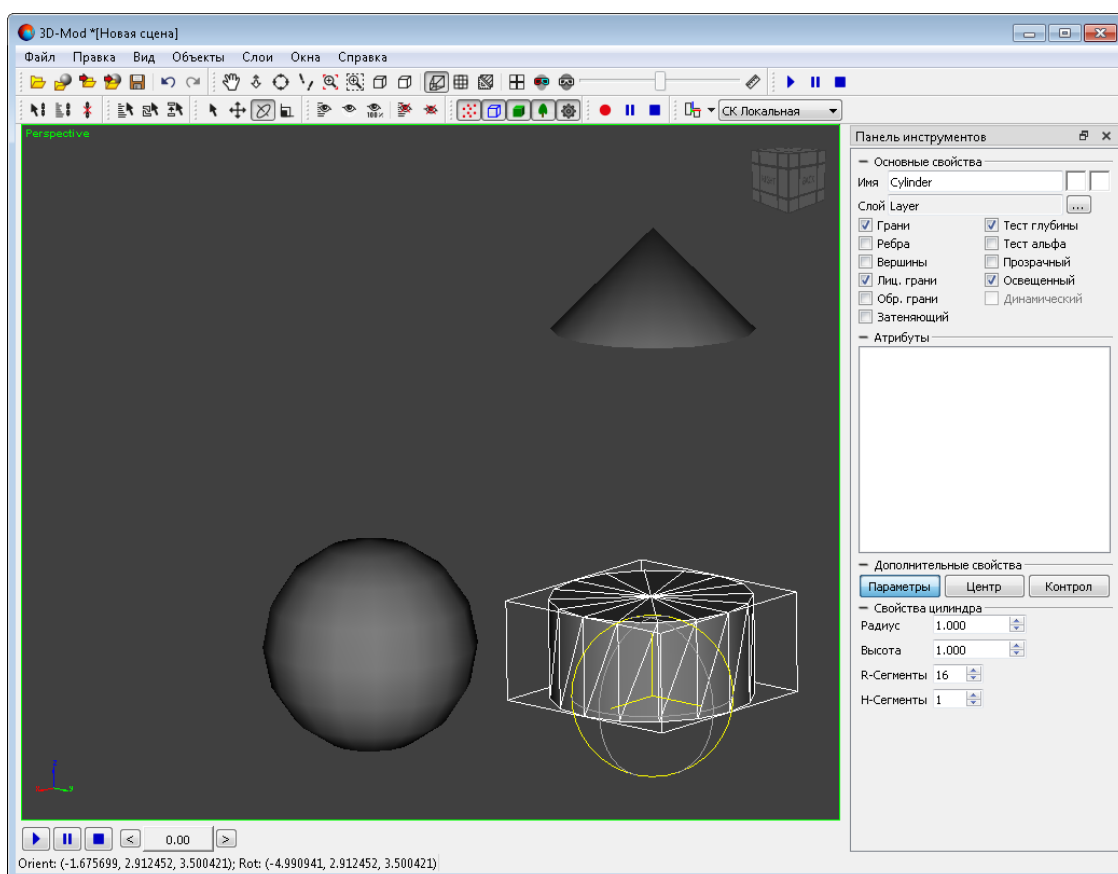 3D-Mod *[Новая сцена]
Файл Правка Вид Объекты Слои Окна Справка
100%
СК Локальная
Perspective
Панель инструментов
Основные свойства
Имя Cylinder
Слой Layer ...
Грани Тест глубины
Ребра Тест альфа
Вершины Прозрачный
Лиц. грани Освещенный
Обр. грани Динамический
Затеняющий
Атрибуты
Дополнительные свойства
Параметры Центр Контрол
Свойства цилиндра
Радиус 1.000
Высота 1.000
R-Сегменты 16
H-Сегменты 1
z
y
< 0.00 >
Orient: (-1.675699, 2.912452, 3.500421); Rot: (-4.990941, 2.912452, 3.500421)